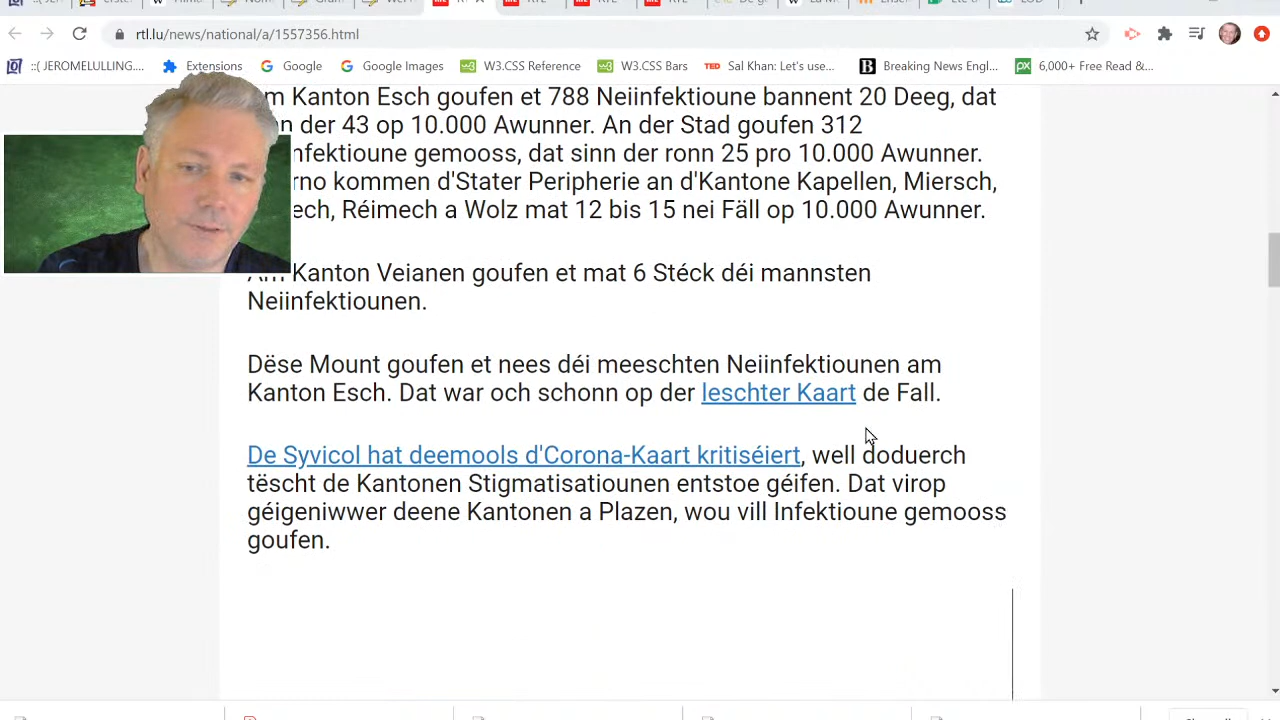 rtl.lu/news/national/a/1557356.html
::( JEROMELULLING.... Extensions Google Google Images W3.CSS Reference W3.CSS Bars TED Sal Khan: Let's use... B Breaking News Engl... px 6,000+ Free Read &...
Kanton Esch goufen et 788 Neiinfektioune bannent 20 Deeg, dat
der 43 op 10.000 Awunner. An der Stad goufen 312
nfektioune gemooss, dat sinn der ronn 25 pro 10.000 Awunner.
kommen d'Stater Peripherie an d'Kantone Kapellen, Miersch,
Réimech a Wolz mat 12 bis 15 nei Fäll op 10.000 Awunner.
Am Kanton Veianen goufen et mat 6 Stéck déi mannsten
Neiinfektiounen.
Dëse Mount goufen et nees déi meeschten Neiinfektiounen am
Kanton Esch. Dat war och schonn op der leschter Kaart de Fall.
De Syvicol hat deemools d'Corona-Kaart kritiséiert, well doduerch
tëscht de Kantonen Stigmatisatiounen entstoe géifen. Dat virop
géigeniwwer deene Kantonen a Plazen, wou vill Infektioune gemooss
goufen.